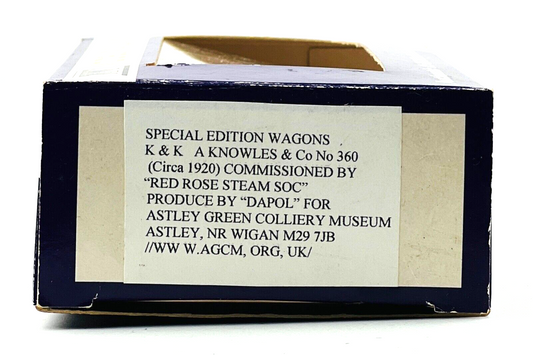 SPECIAL EDITION WAGONS
K & K A KNOWLES & Co No 360
(Circa 1920) COMMISSIONED BY
“RED ROSE STEAM SOC”
PRODUCE BY “DAPOL” FOR
ASTLEY GREEN COLLIERY MUSEUM
ASTLEY, NR WIGAN M29 7JB
//WW W.AGCM, ORG, UK/